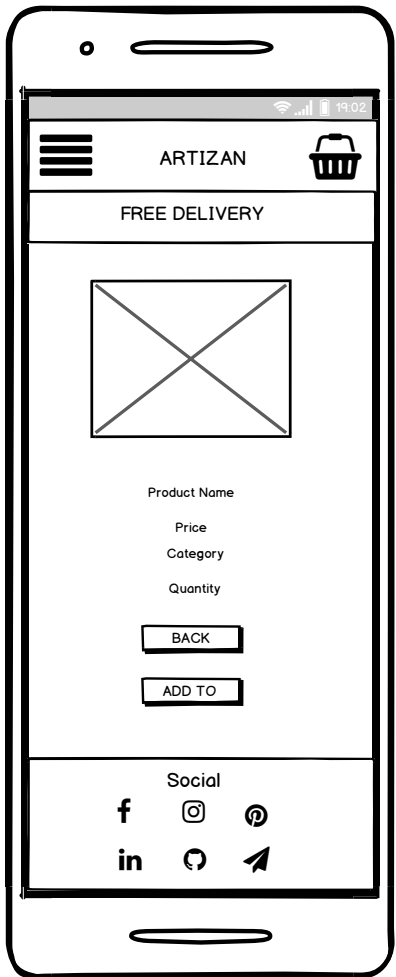 19:02
ARTIZAN
FREE DELIVERY
Product Name
Price
Category
Quantity
BACK
ADD TO
Social